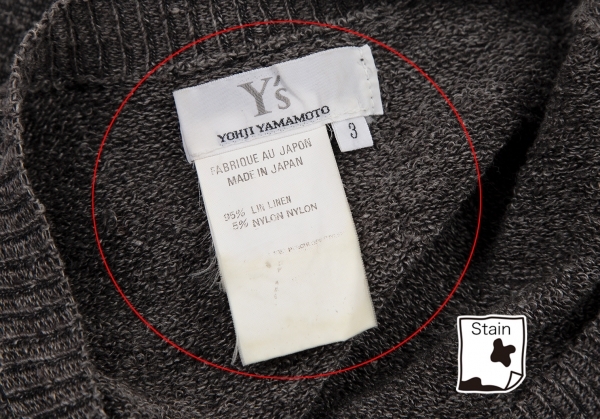 Y's
YOHJI YAMAMOTO
3
FABRIQUE AU JAPON
MADE IN JAPAN
95% LIN LINEN
5% NYLON NYLON
Stain